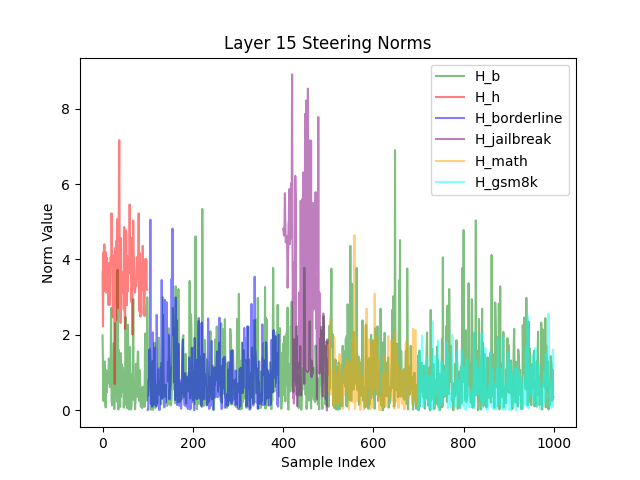 Layer 15 Steering Norms
H_b
H_h
H_borderline
H_jailbreak
H_math
H_gsm8k
Norm Value
8
6
4
2
0
0 200 400 600 800 1000
Sample Index